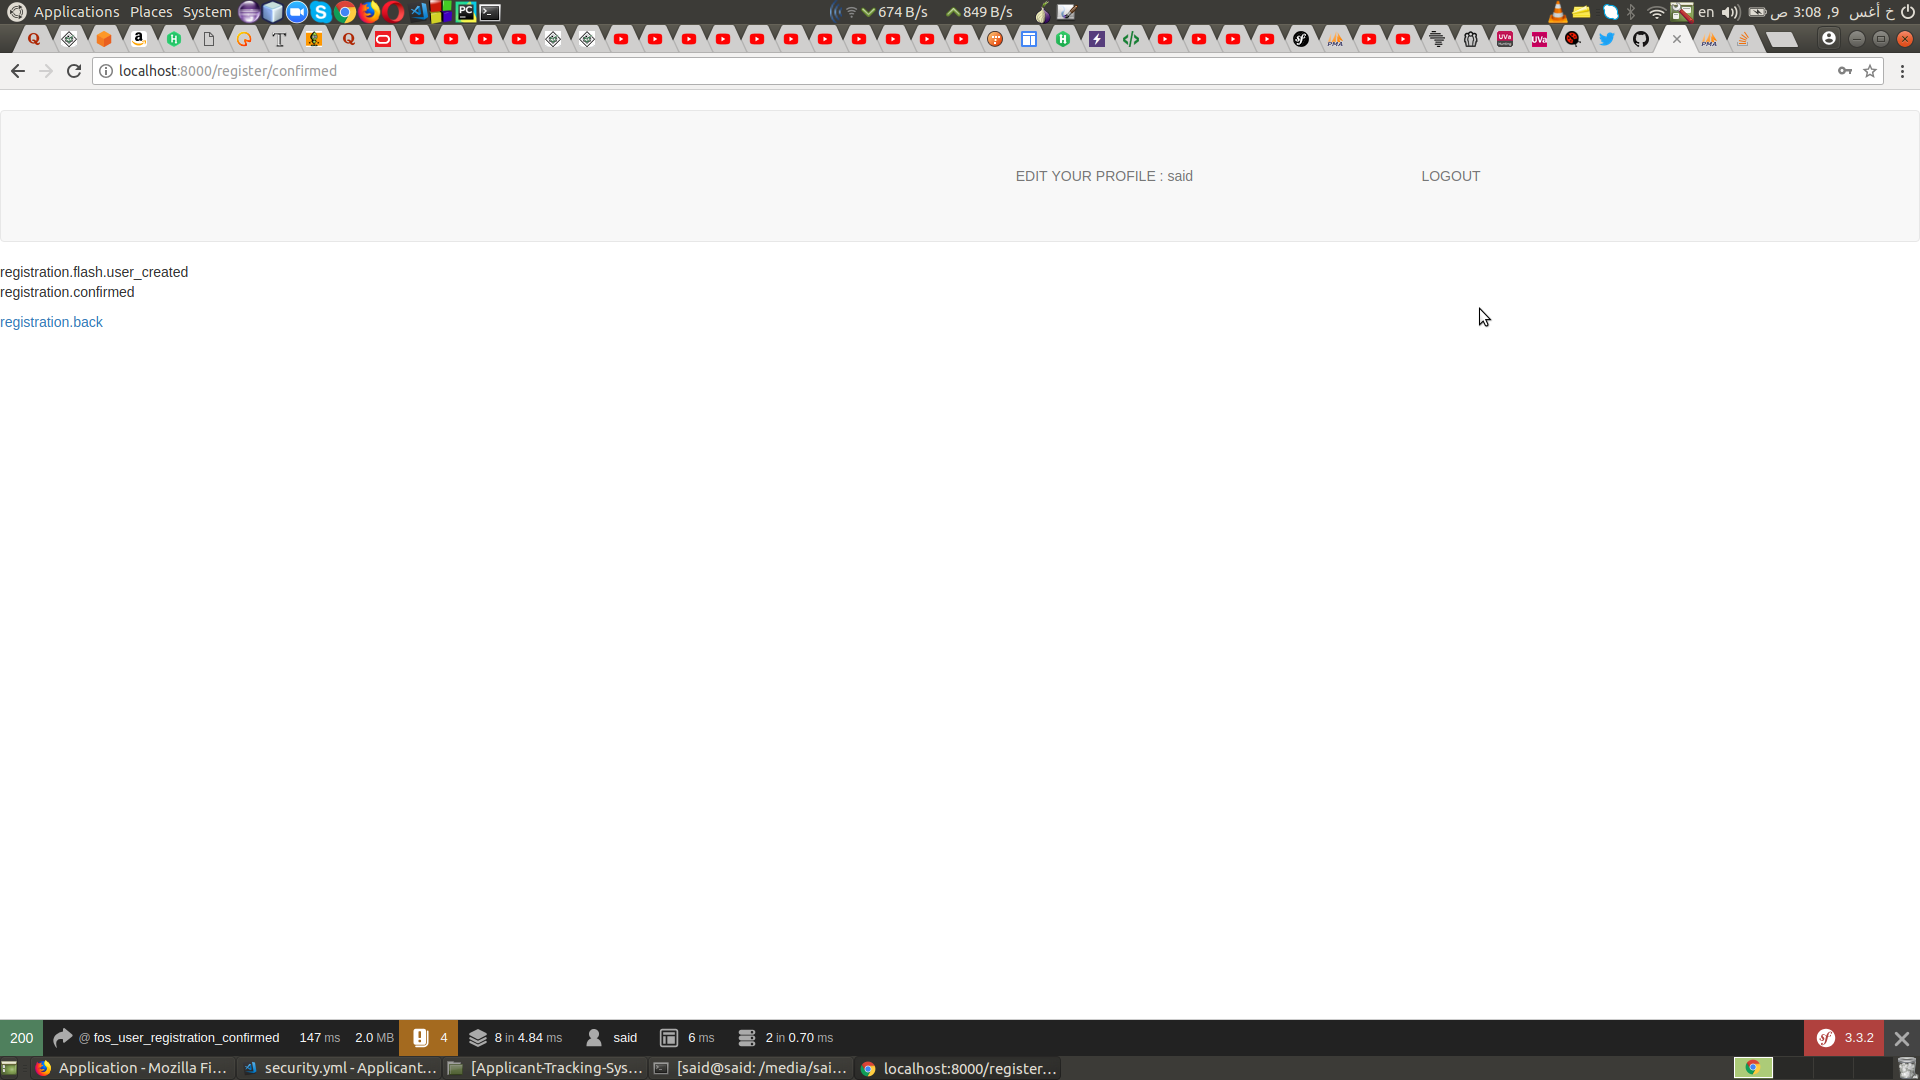 Applications Places System 674 B/s 849 B/s en ص 3:08 ,9 خ أغس
localhost:8000/register/confirmed
EDIT YOUR PROFILE : said LOGOUT
registration.flash.user_created
registration.confirmed
registration.back
200 @ fos_user_registration_confirmed 147 ms 2.0 MB 4 8 in 4.84 ms said 6 ms 2 in 0.70 ms 3.3.2
Application - Mozilla Fi... security.yml - Applicant... [Applicant-Tracking-Sys... [said@said: /media/sai... localhost:8000/register...